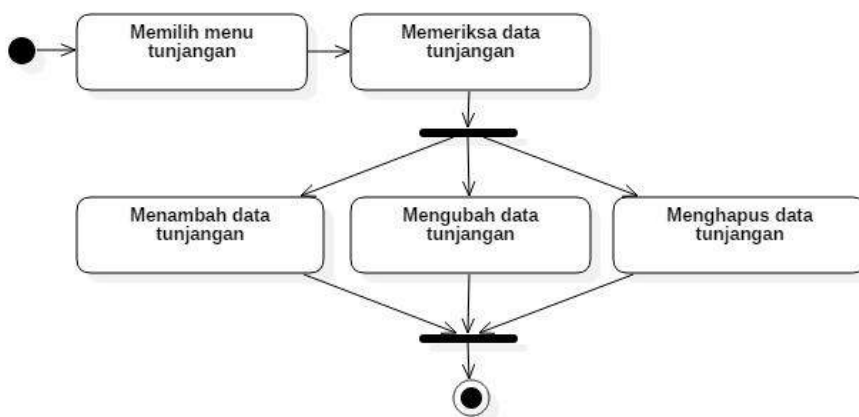 Memilih menu
tunjangan
Memeriksa data
tunjangan
Menambah data
tunjangan
Mengubah data
tunjangan
Menghapus data
tunjangan